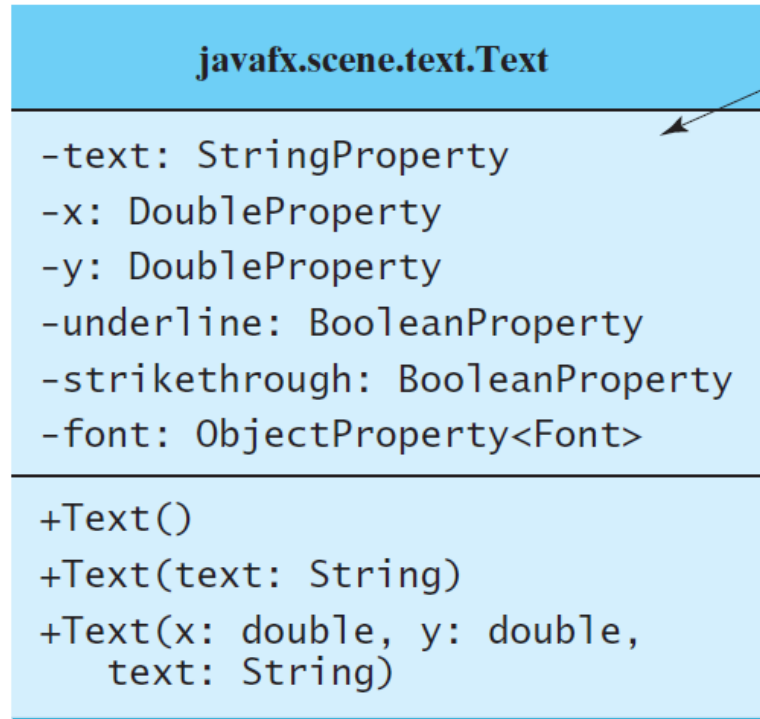 javafx.scene.text.Text
-text: StringProperty
-x: DoubleProperty
-y: DoubleProperty
-underline: BooleanProperty
-strikethrough: BooleanProperty
-font: ObjectProperty<Font>
+Text()
+Text(text: String)
+Text(x: double, y: double,
text: String)